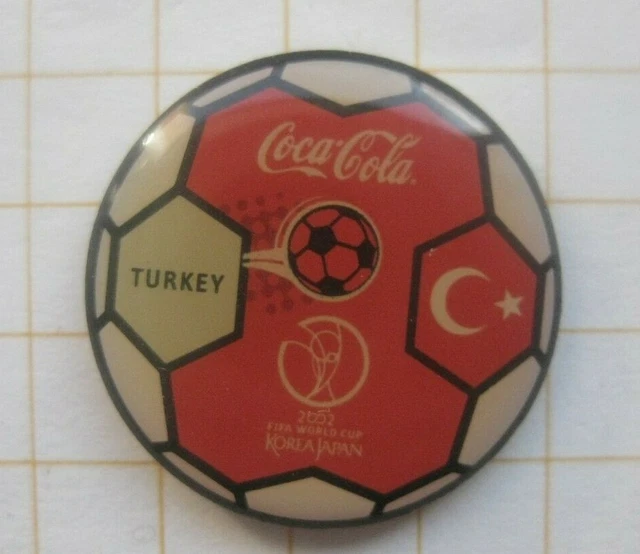 Coca-Cola
TURKEY
2002
FIFA WORLD CUP
KOREA JAPAN